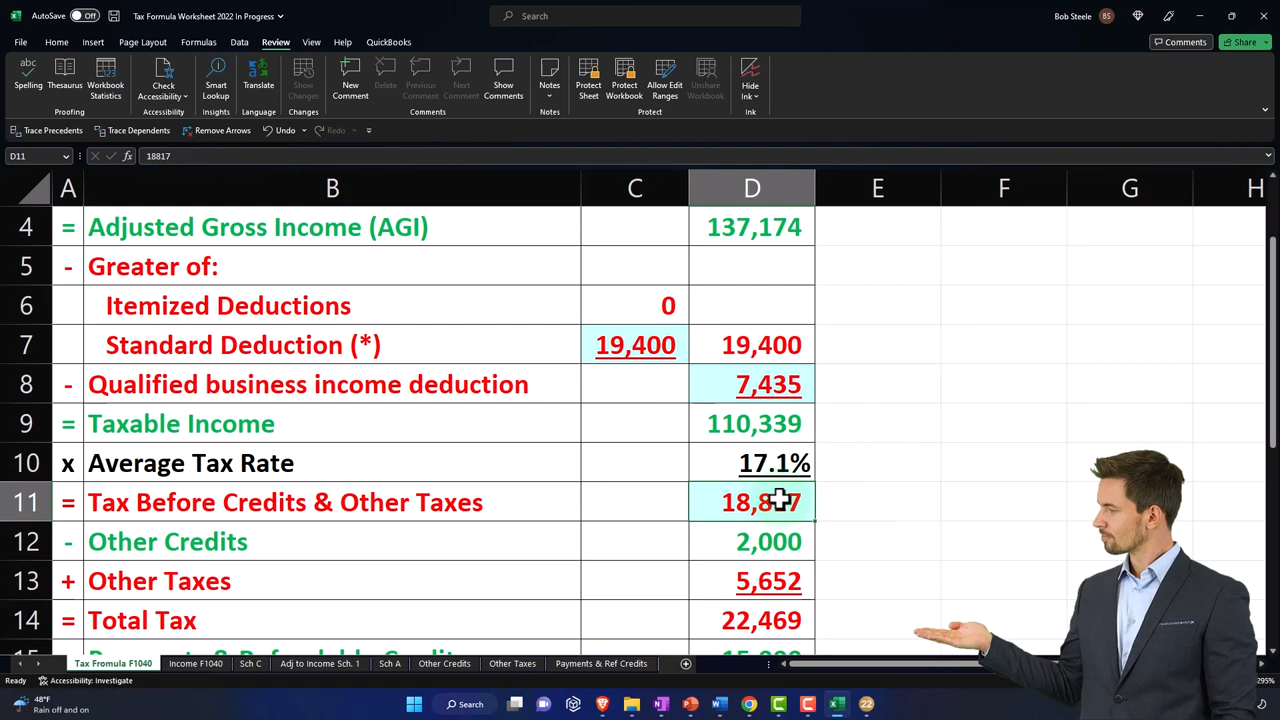 AutoSave Off Tax Formula Worksheet 2022 In Progress Search Bob Steele BS
File Home Insert Page Layout Formulas Data Review View Help QuickBooks Comments Share
abc
Spelling Thesaurus Workbook Statistics Check Accessibility Smart Lookup Translate Show Changes New Comment Delete Previous Comment Next Comment Show Comments Notes Protect Sheet Protect Workbook Allow Edit Ranges Unshare Workbook Hide Ink
Proofing Accessibility Insights Language Changes Comments Notes Protect Ink
Trace Precedents Trace Dependents Remove Arrows Undo Redo
D11 fx 18817
A B C D E F G H
4 = Adjusted Gross Income (AGI) 137,174
5 - Greater of:
6 Itemized Deductions 0
7 Standard Deduction (*) 19,400 19,400
8 - Qualified business income deduction 7,435
9 = Taxable Income 110,339
10 x Average Tax Rate 17.1%
11 = Tax Before Credits & Other Taxes 18,817
12 - Other Credits 2,000
13 + Other Taxes 5,652
14 = Total Tax 22,469
Tax Fromula F1040 Income F1040 Sch C Adj to Income Sch. 1 Sch A Other Credits Other Taxes Payments & Ref Credits
Ready Accessibility: Investigate 295%
48°F
Rain off and on
Search
22